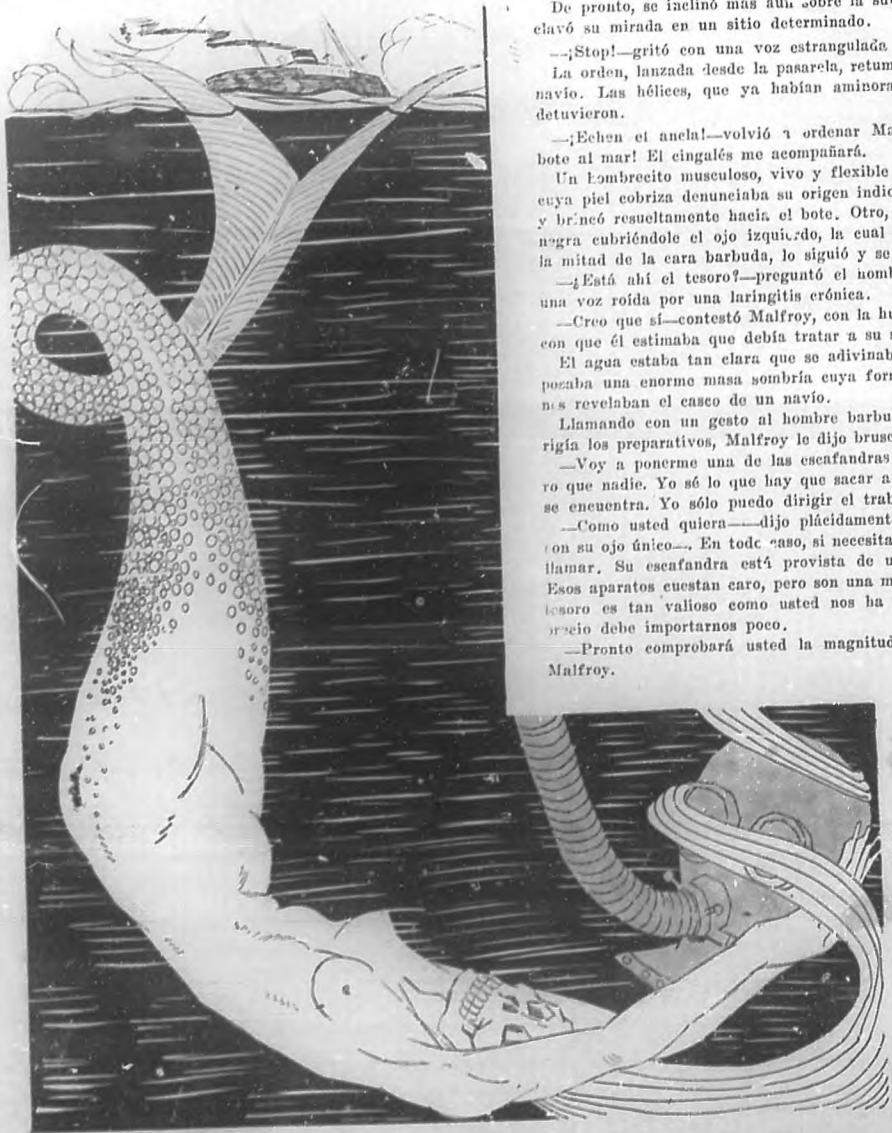 De pronto, se inclinó más aún sobre la
clavó su mirada en un sitio determinado.
—¡Stop!—gritó con una voz estrangulada
La orden, lanzada desde la pasarela,
navío. Las hélices, que ya habían
detuvieron.
—¡Echen el ancla!—volvió a ordenar
bote al mar! El cingalés me acompañará.
Un hombrecito musculoso, vivo y flexible
cuya piel cobriza denunciaba su origen
y brincó resueltamente hacia el bote. Otro,
negra cubriéndole el ojo izquierdo, la cual
la mitad de la cara barbuda, lo siguió y se
—¿Está ahí el tesoro?—preguntó el
una voz roída por una laringitis crónica.
—Creo que sí—contestó Malfroy, con la
con que él estimaba que debía tratar a su
El agua estaba tan clara que se
posaba una enorme masa sombría cuya
nes revelaban el casco de un navío.
Llamando con un gesto al hombre
rigía los preparativos, Malfroy le dijo
—Voy a ponerme una de las escafandras
ro que nadie. Yo sé lo que hay que sacar a
se encuentra. Yo sólo puedo dirigir el
—Como usted quiera——dijo
con su ojo único—. En todo caso, si necesita
llamar. Su escafandra está provista de
Esos aparatos cuestan caro, pero son una
tesoro es tan valioso como usted nos ha
precio debe importarnos poco.
—Pronto comprobará usted la magnitud
Malfroy.